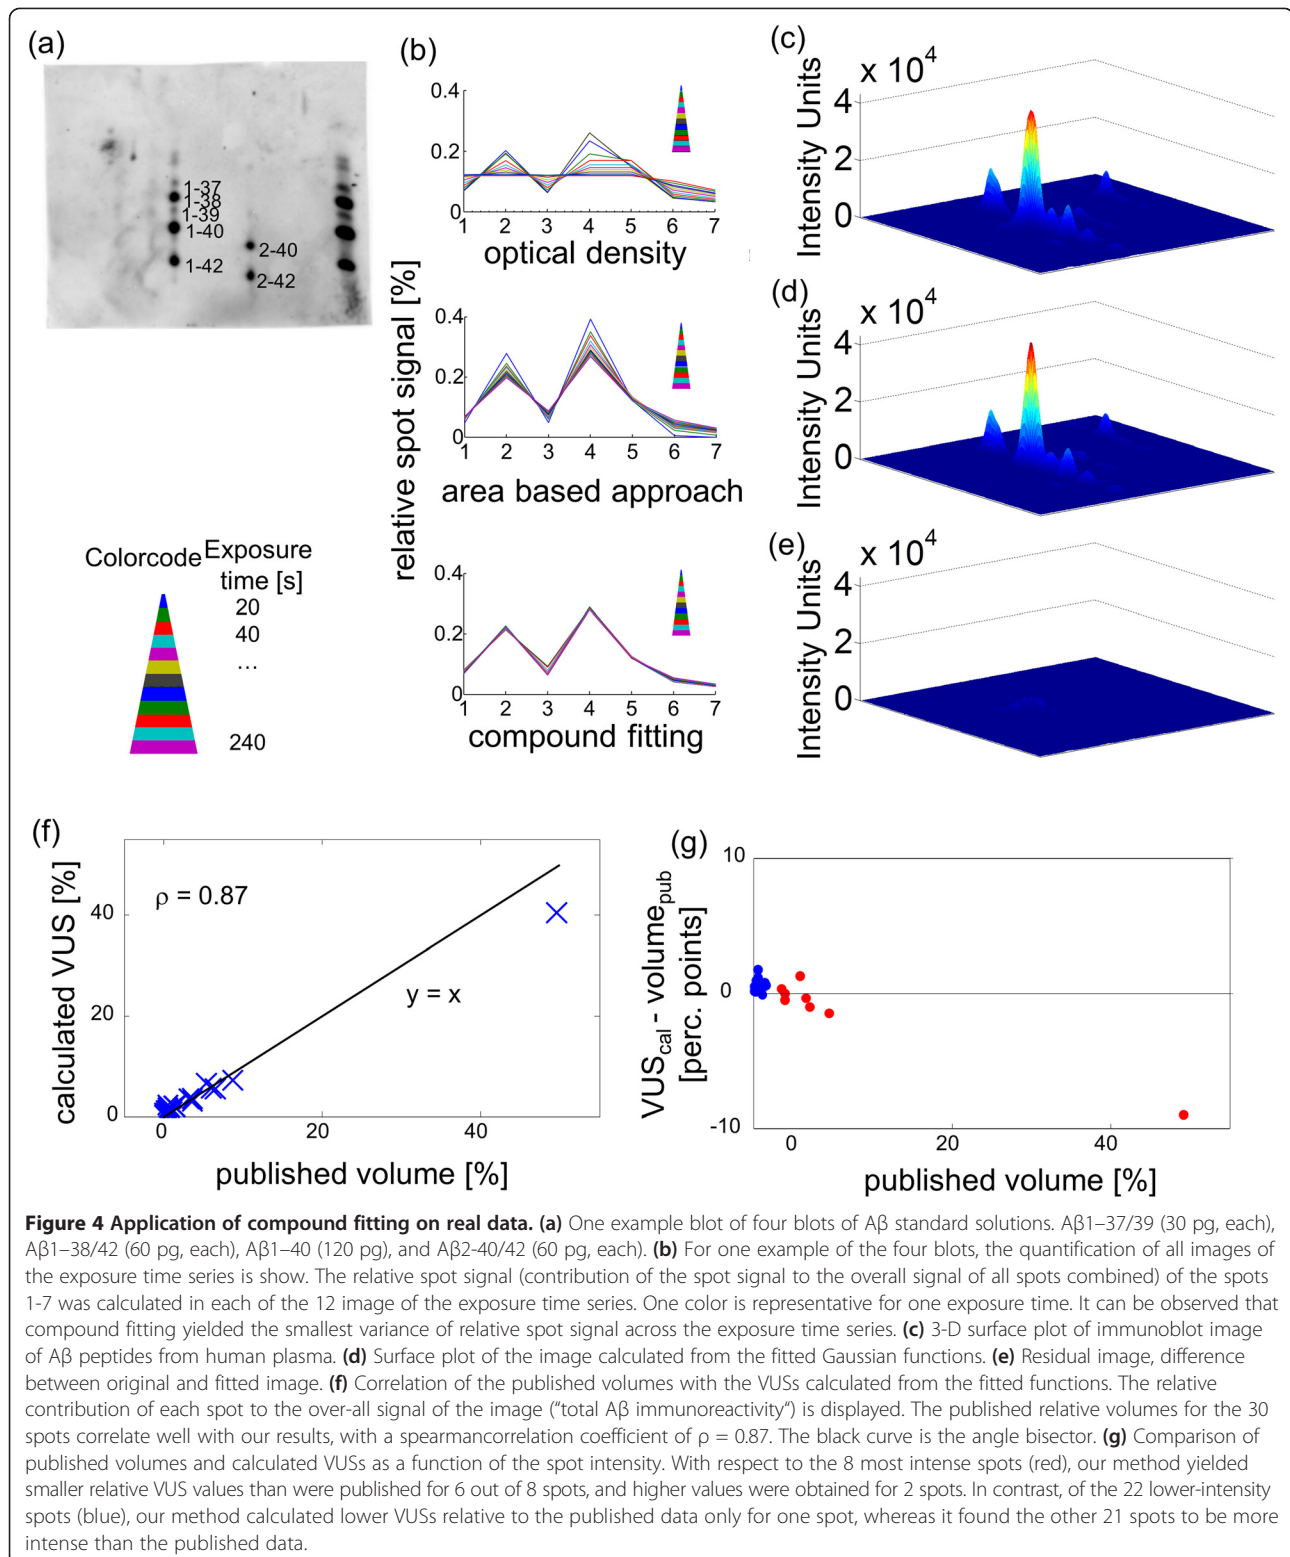 (a)
1-37
1-38
1-39
1-40
1-42
2-40
2-42
Colorcode
Exposure
time [s]
20
40
...
240
(b)
relative spot signal [%]
0.4
0.2
0
1 2 3 4 5 6 7
optical density
0.4
0.2
0
1 2 3 4 5 6 7
area based approach
0.4
0.2
0
1 2 3 4 5 6 7
compound fitting
(c)
x 10^4
Intensity Units
4
2
0
(d)
x 10^4
Intensity Units
4
2
0
(e)
x 10^4
Intensity Units
4
2
0
(f)
calculated VUS [%]
40
20
0
ρ = 0.87
y = x
0 20 40
published volume [%]
(g)
VUS_cal - volume_pub
[perc. points]
10
0
-10
0 20 40
published volume [%]
Figure 4 Application of compound fitting on real data. (a) One example blot of four blots of Aβ standard solutions. Aβ1–37/39 (30 pg, each),
Aβ1–38/42 (60 pg, each), Aβ1–40 (120 pg), and Aβ2-40/42 (60 pg, each). (b) For one example of the four blots, the quantification of all images of
the exposure time series is show. The relative spot signal (contribution of the spot signal to the overall signal of all spots combined) of the spots
1-7 was calculated in each of the 12 image of the exposure time series. One color is representative for one exposure time. It can be observed that
compound fitting yielded the smallest variance of relative spot signal across the exposure time series. (c) 3-D surface plot of immunoblot image
of Aβ peptides from human plasma. (d) Surface plot of the image calculated from the fitted Gaussian functions. (e) Residual image, difference
between original and fitted image. (f) Correlation of the published volumes with the VUSs calculated from the fitted functions. The relative
contribution of each spot to the over-all signal of the image (“total Aβ immunoreactivity“) is displayed. The published relative volumes for the 30
spots correlate well with our results, with a spearmancorrelation coefficient of ρ = 0.87. The black curve is the angle bisector. (g) Comparison of
published volumes and calculated VUSs as a function of the spot intensity. With respect to the 8 most intense spots (red), our method yielded
smaller relative VUS values than were published for 6 out of 8 spots, and higher values were obtained for 2 spots. In contrast, of the 22 lower-intensity
spots (blue), our method calculated lower VUSs relative to the published data only for one spot, whereas it found the other 21 spots to be more
intense than the published data.